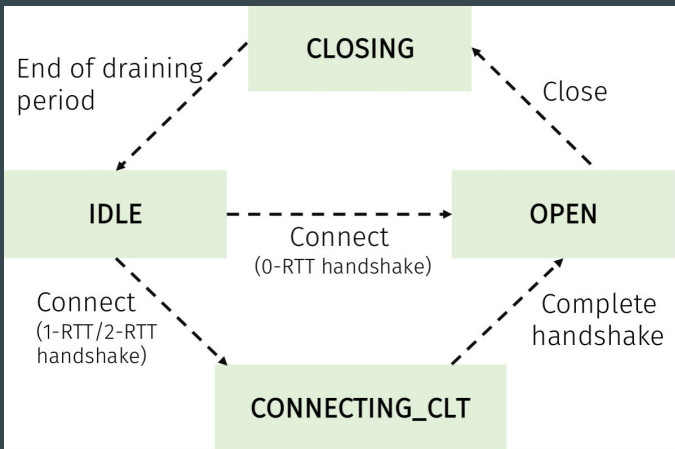 CLOSING
End of draining
period
Close
IDLE
OPEN
Connect
(0-RTT handshake)
Connect
(1-RTT/2-RTT
handshake)
Complete
handshake
CONNECTING_CLT